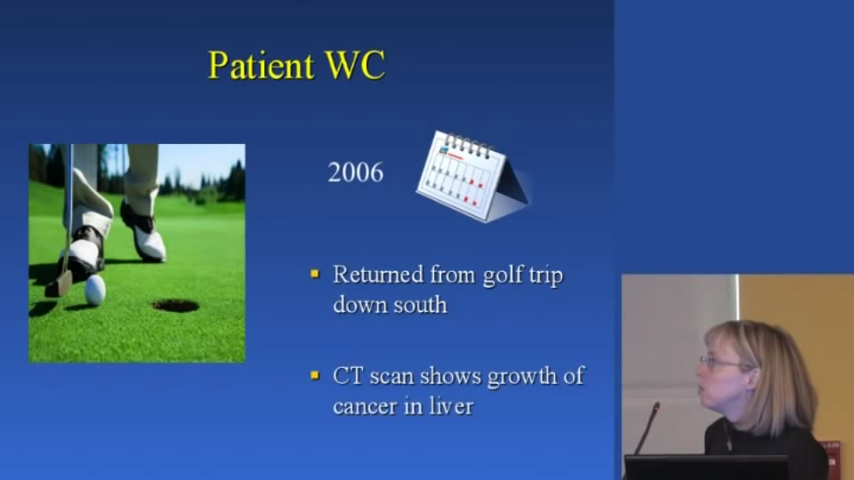 Patient WC
2006
Returned from golf trip
down south
CT scan shows growth of
cancer in liver